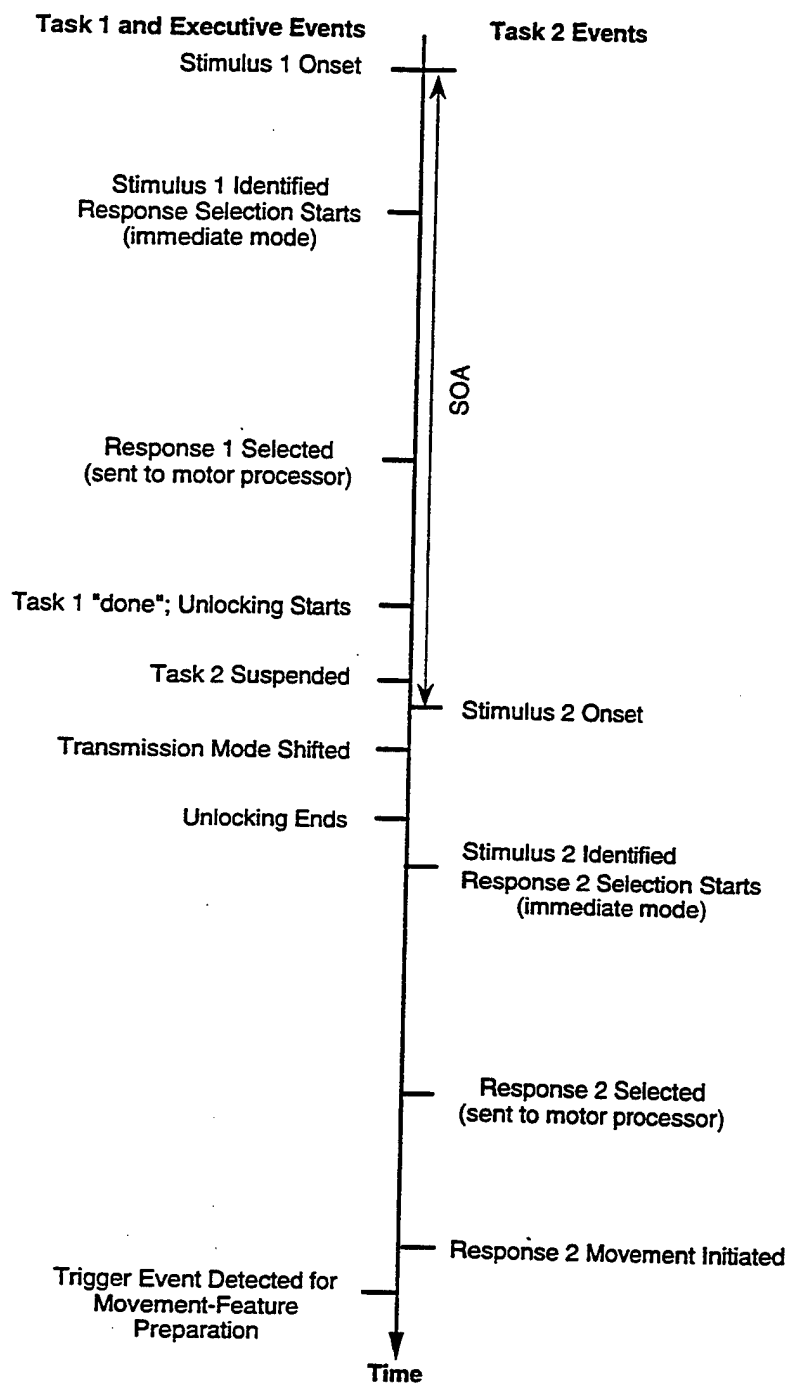 Task 1 and Executive Events
Task 2 Events
Stimulus 1 Onset
Stimulus 1 Identified
Response Selection Starts
(immediate mode)
SOA
Response 1 Selected
(sent to motor processor)
Task 1 "done"; Unlocking Starts
Task 2 Suspended
Stimulus 2 Onset
Transmission Mode Shifted
Unlocking Ends
Stimulus 2 Identified
Response 2 Selection Starts
(immediate mode)
Response 2 Selected
(sent to motor processor)
Response 2 Movement Initiated
Trigger Event Detected for
Movement-Feature
Preparation
Time